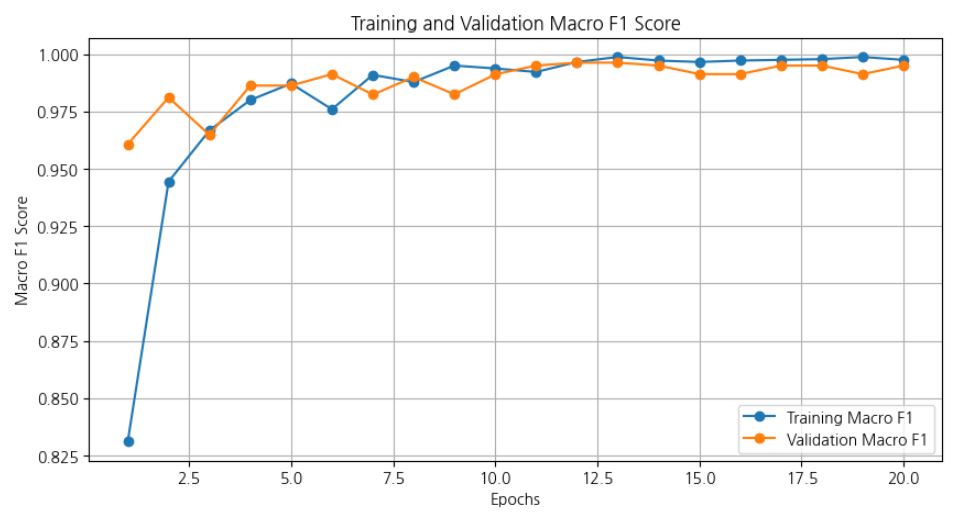 Training and Validation Macro F1 Score
Macro F1 Score
1.000
0.975
0.950
0.925
0.900
0.875
0.850
0.825
Training Macro F1
Validation Macro F1
2.5 5.0 7.5 10.0 12.5 15.0 17.5 20.0
Epochs